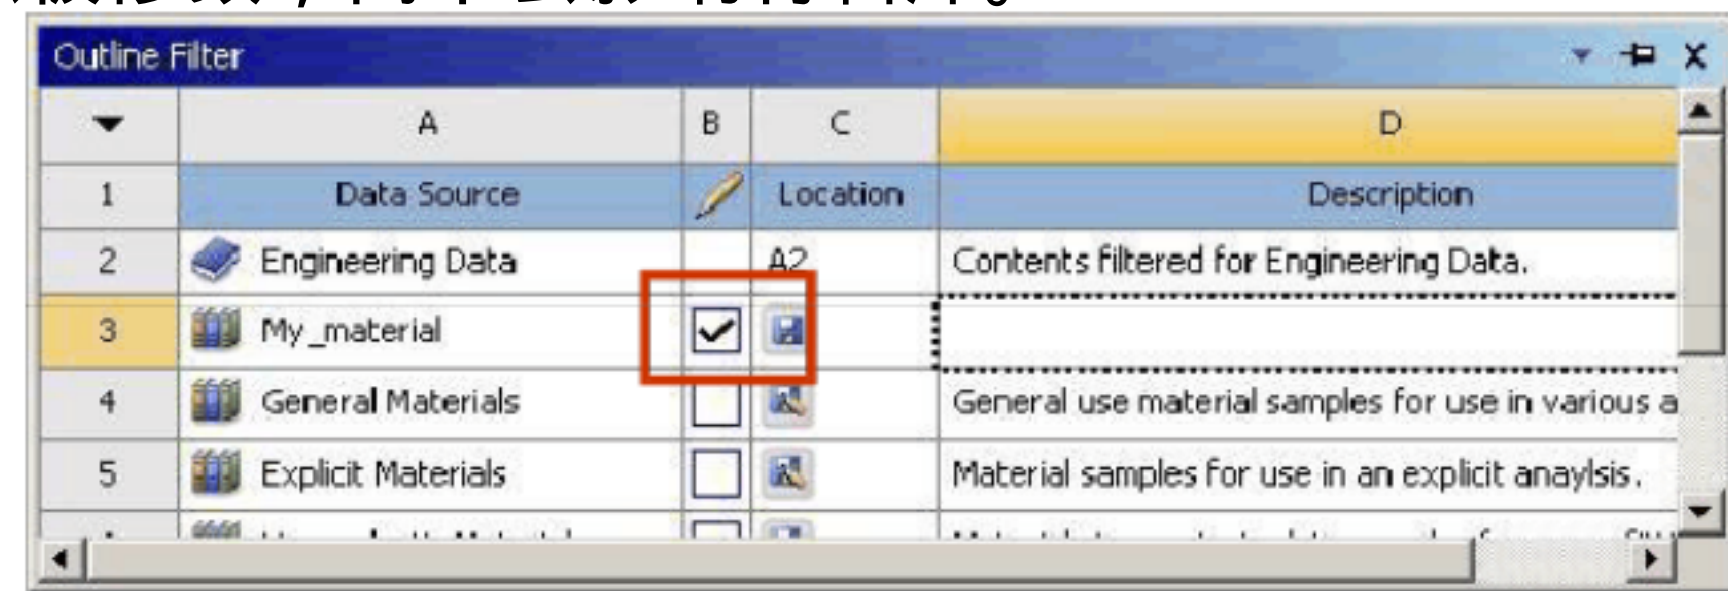 Outline Filter
A B C D
1 Data Source Location Description
2 Engineering Data A2 Contents filtered for Engineering Data.
3 My_material
4 General Materials General use material samples for use in various a
5 Explicit Materials Material samples for use in an explicit anaylsis.